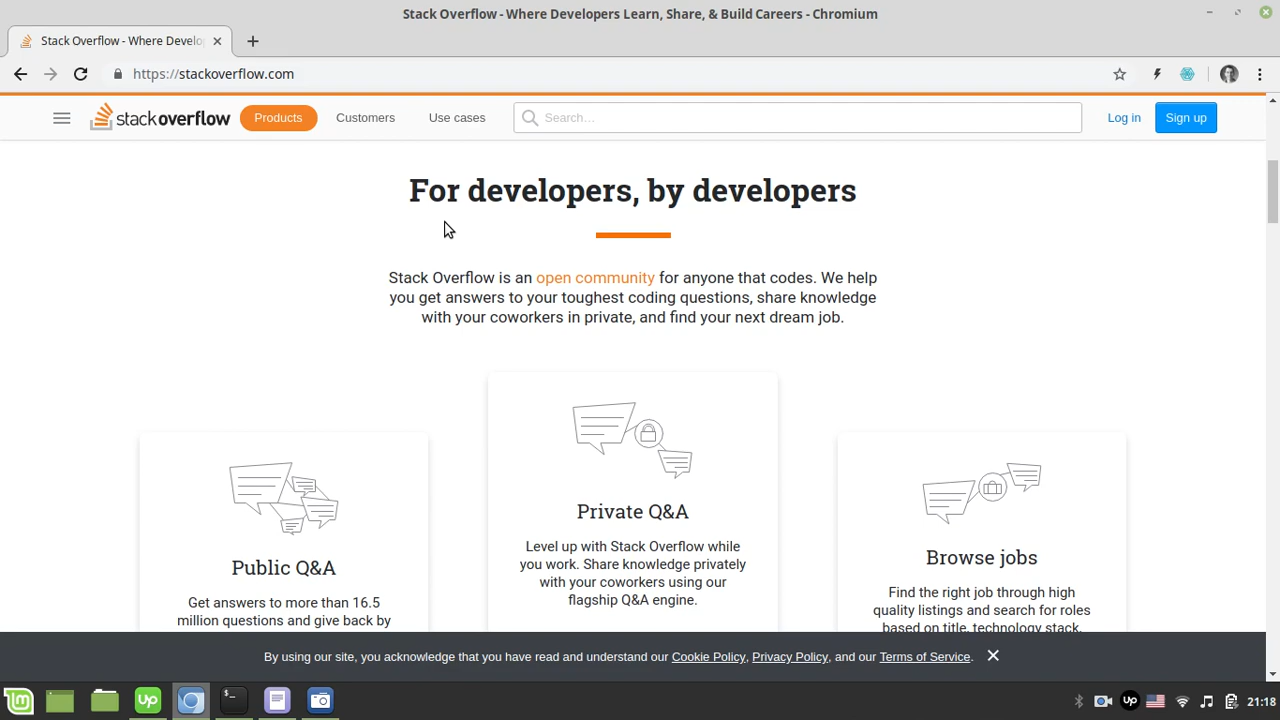 Stack Overflow - Where Developers Learn, Share, & Build Careers - Chromium
Stack Overflow - Where Develo
https://stackoverflow.com
stackoverflow
Products
Customers
Use cases
Search…
Log in
Sign up
For developers, by developers
Stack Overflow is an open community for anyone that codes. We help
you get answers to your toughest coding questions, share knowledge
with your coworkers in private, and find your next dream job.
Public Q&A
Get answers to more than 16.5
million questions and give back by
Private Q&A
Level up with Stack Overflow while
you work. Share knowledge privately
with your coworkers using our
flagship Q&A engine.
Browse jobs
Find the right job through high
quality listings and search for roles
based on title, technology stack,
By using our site, you acknowledge that you have read and understand our Cookie Policy, Privacy Policy, and our Terms of Service.
Up
Up
21:18